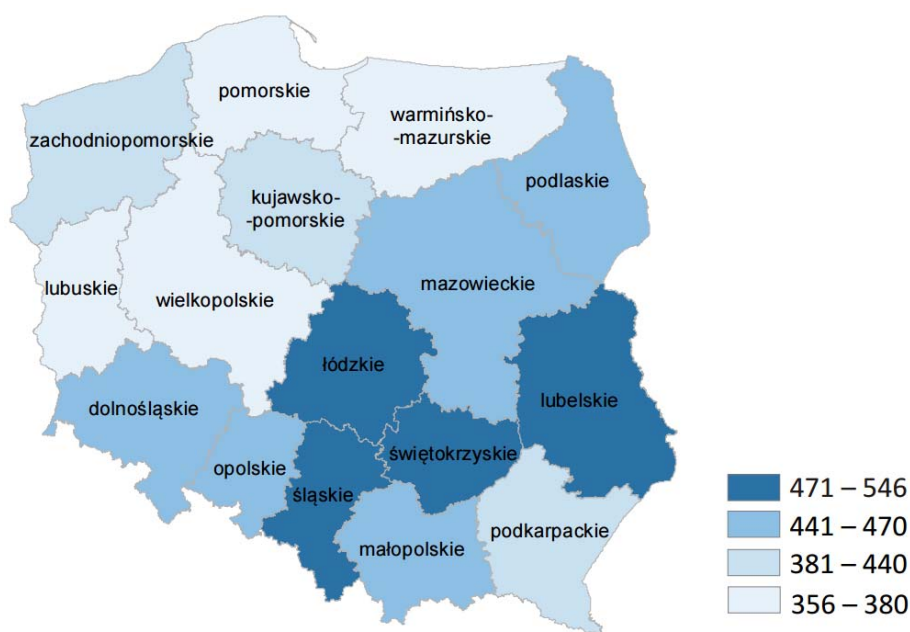 pomorskie
warmińsko-
-mazurskie
zachodniopomorskie
podlaskie
kujawsko-
-pomorskie
mazowieckie
lubuskie
wielkopolskie
łódzkie
lubelskie
dolnośląskie
świętokrzyskie
opolskie
śląskie
podkarpackie
małopolskie
471 – 546
441 – 470
381 – 440
356 – 380